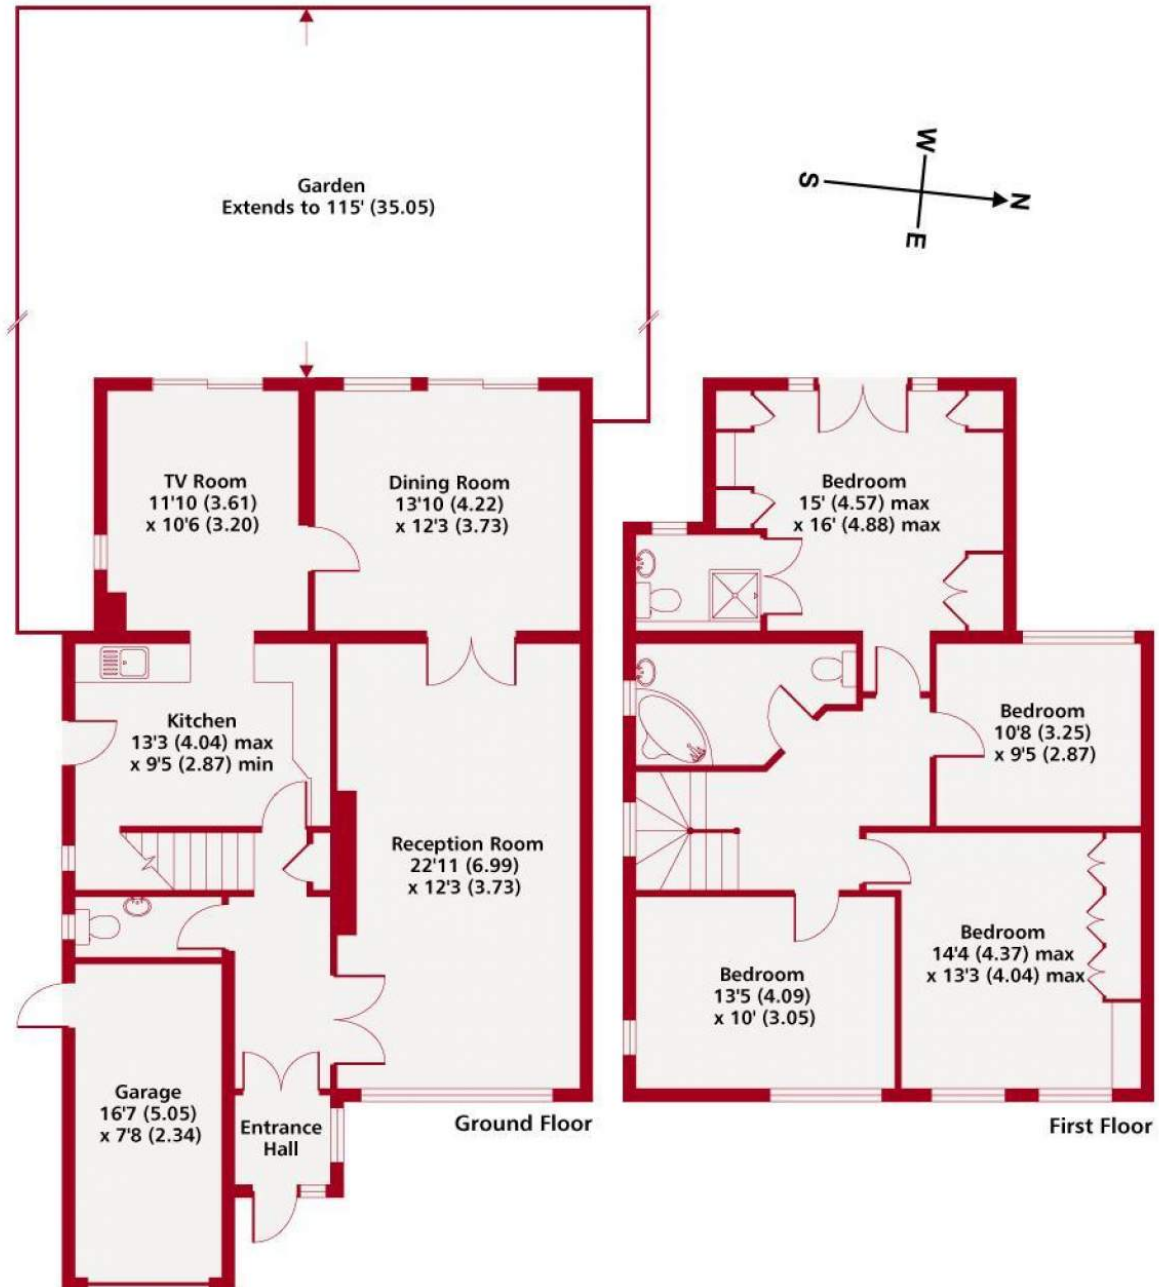 Garden
Extends to 115' (35.05)
W
S
N
E
TV Room
11'10 (3.61)
x 10'6 (3.20)
Dining Room
13'10 (4.22)
x 12'3 (3.73)
Bedroom
15' (4.57) max
x 16' (4.88) max
Kitchen
13'3 (4.04) max
x 9'5 (2.87) min
Bedroom
10'8 (3.25)
x 9'5 (2.87)
Reception Room
22'11 (6.99)
x 12'3 (3.73)
Bedroom
14'4 (4.37) max
x 13'3 (4.04) max
Bedroom
13'5 (4.09)
x 10' (3.05)
Garage
16'7 (5.05)
x 7'8 (2.34)
Entrance
Hall
Ground Floor
First Floor